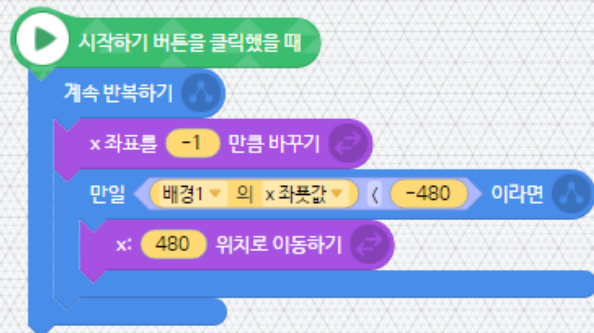 시작하기 버튼을 클릭했을 때
계속 반복하기
x 좌표를 -1 만큼 바꾸기
만일 배경1 의 x 좌푯값 < -480 이라면
x: 480 위치로 이동하기